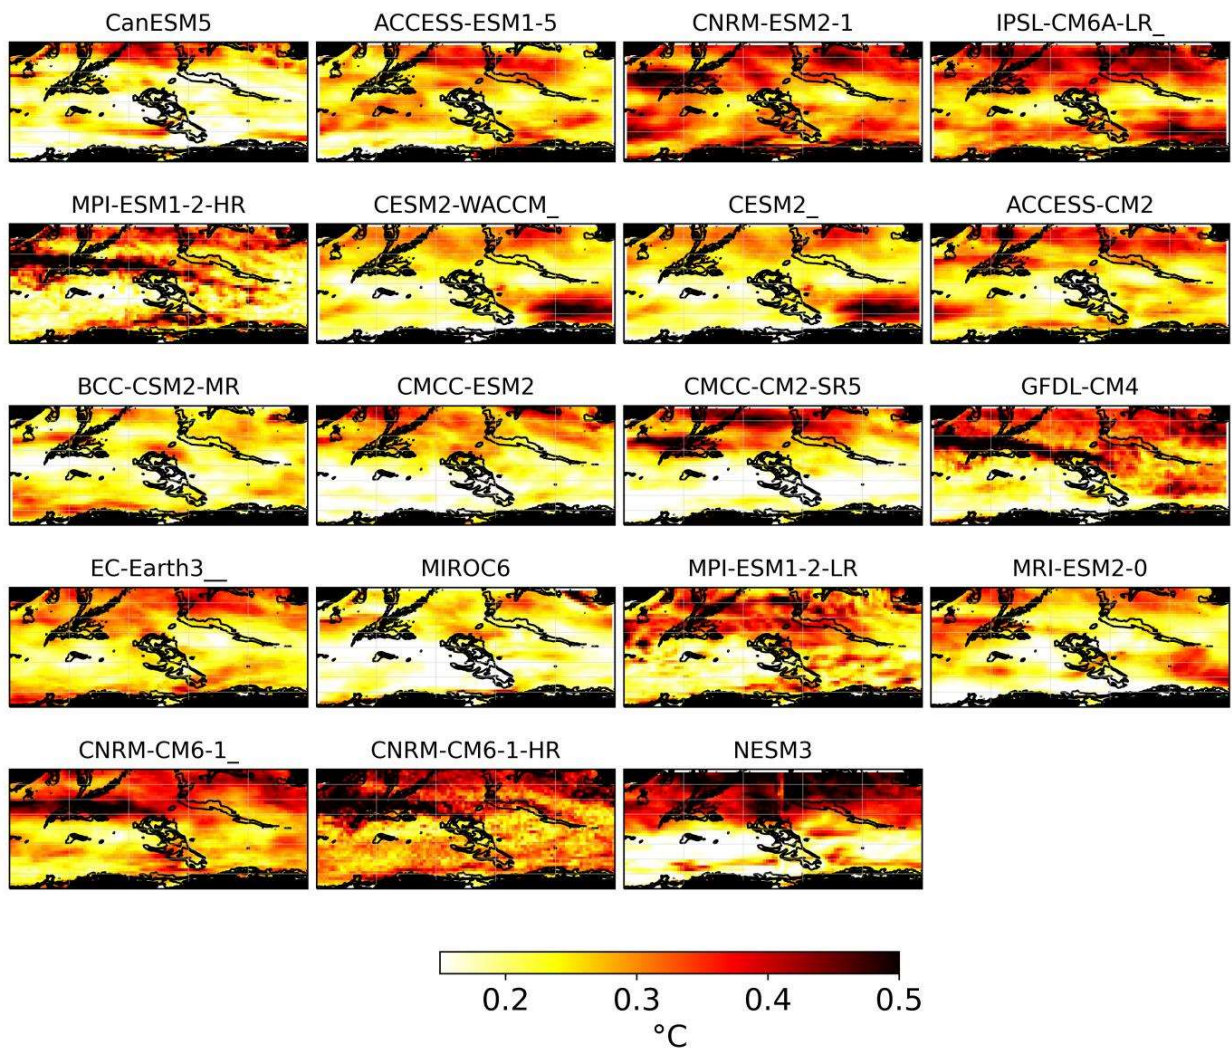 CanESM5 ACCESS-ESM1-5 CNRM-ESM2-1 IPSL-CM6A-LR_
MPI-ESM1-2-HR CESM2-WACCM_ CESM2_ ACCESS-CM2
BCC-CSM2-MR CMCC-ESM2 CMCC-CM2-SR5 GFDL-CM4
EC-Earth3__ MIROC6 MPI-ESM1-2-LR MRI-ESM2-0
CNRM-CM6-1_ CNRM-CM6-1-HR NESM3
0.2 0.3 0.4 0.5
°C